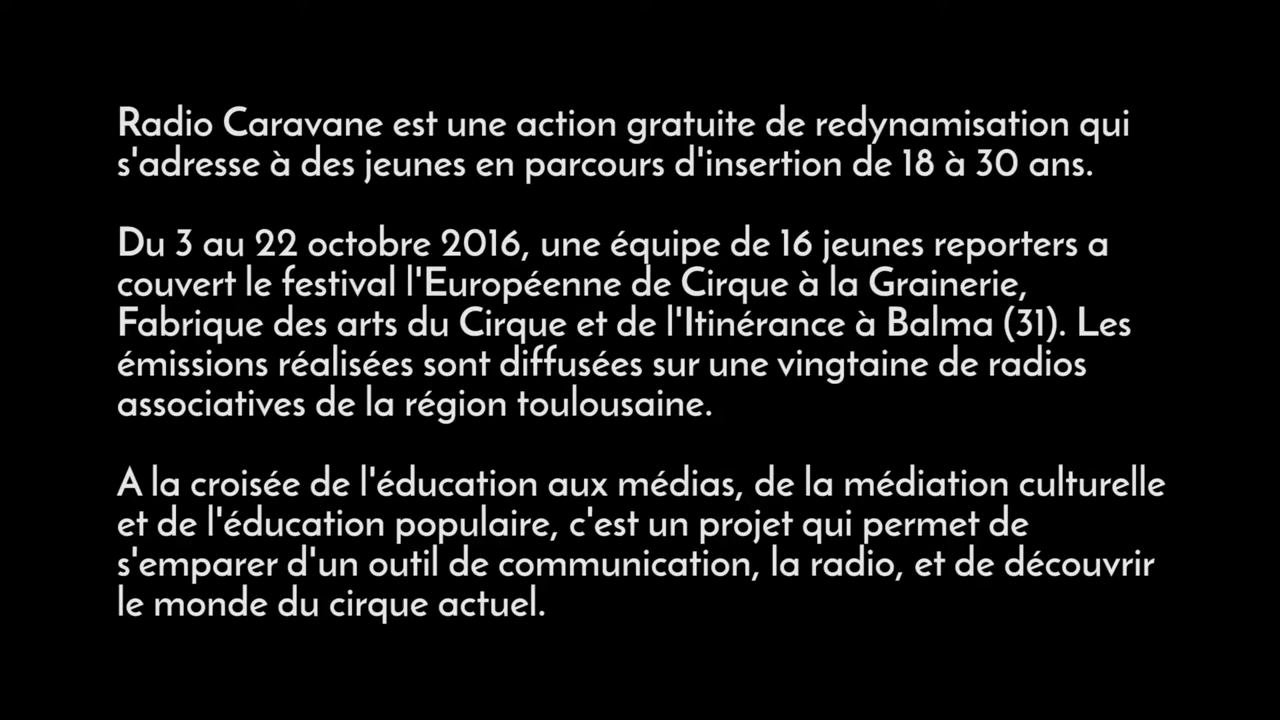 Radio Caravane est une action gratuite de redynamisation qui
s'adresse à des jeunes en parcours d'insertion de 18 à 30 ans.
Du 3 au 22 octobre 2016, une équipe de 16 jeunes reporters a
couvert le festival l'Européenne de Cirque à la Grainerie,
Fabrique des arts du Cirque et de l'Itinérance à Balma (31). Les
émissions réalisées sont diffusées sur une vingtaine de radios
associatives de la région toulousaine.
A la croisée de l'éducation aux médias, de la médiation culturelle
et de l'éducation populaire, c'est un projet qui permet de
s'emparer d'un outil de communication, la radio, et de découvrir
le monde du cirque actuel.